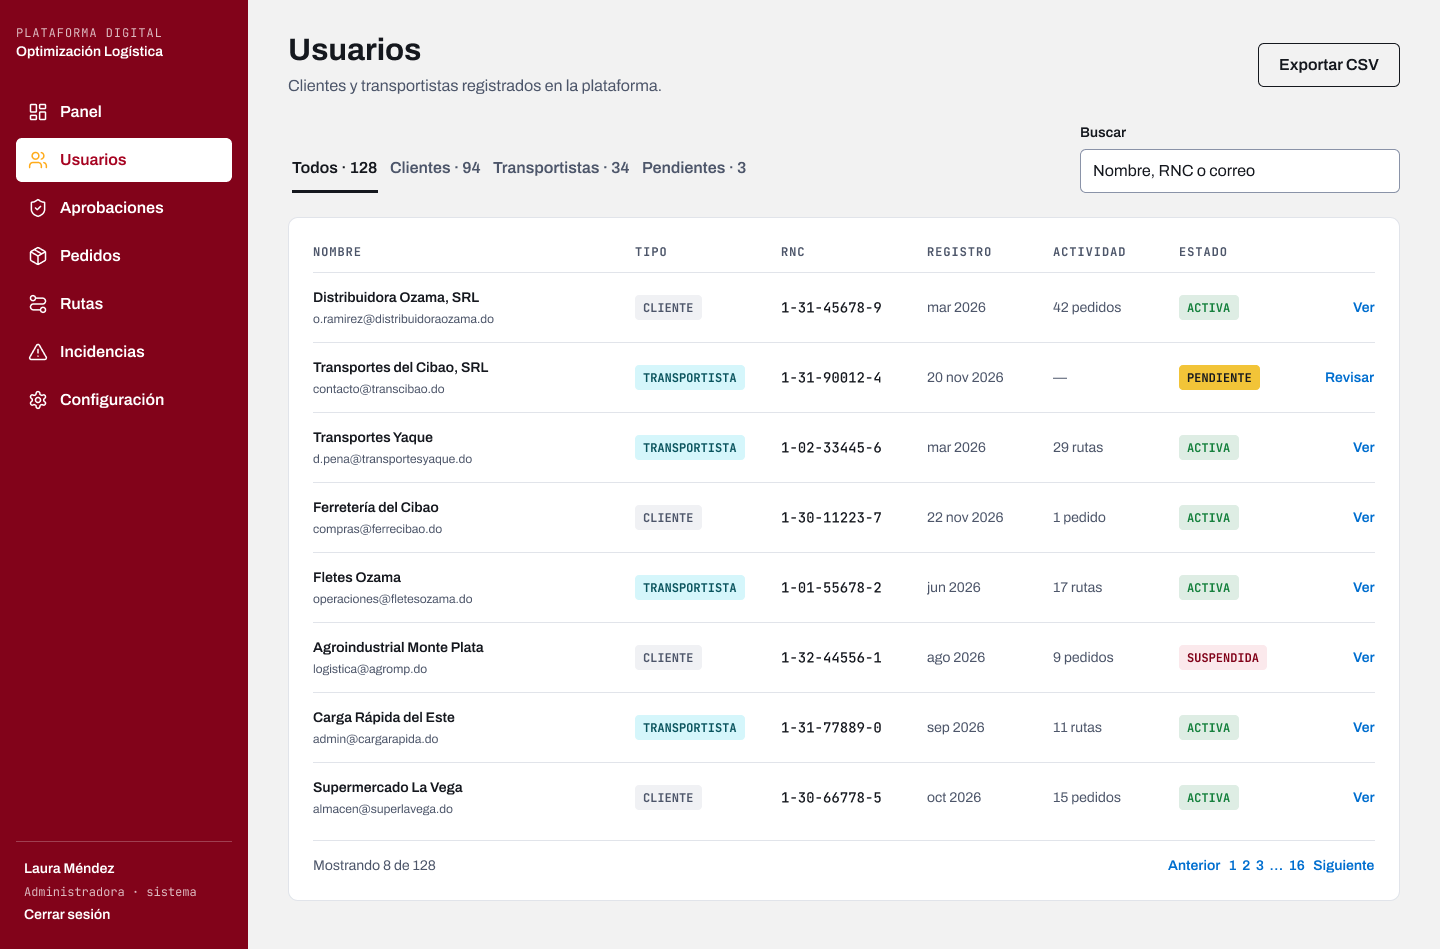 PLATAFORMA DIGITAL
Optimización Logística
Panel
Usuarios
Aprobaciones
Pedidos
Rutas
Incidencias
Configuración
Laura Méndez
Administradora · sistema
Cerrar sesión
Usuarios
Clientes y transportistas registrados en la plataforma.
Exportar CSV
Todos · 128 Clientes · 94 Transportistas · 34 Pendientes · 3
Buscar
Nombre, RNC o correo
NOMBRE TIPO RNC REGISTRO ACTIVIDAD ESTADO
Distribuidora Ozama, SRL
o.ramirez@distribuidoraozama.do
CLIENTE 1-31-45678-9 mar 2026 42 pedidos ACTIVA Ver
Transportes del Cibao, SRL
contacto@transcibao.do
TRANSPORTISTA 1-31-90012-4 20 nov 2026 — PENDIENTE Revisar
Transportes Yaque
d.pena@transportesyaque.do
TRANSPORTISTA 1-02-33445-6 mar 2026 29 rutas ACTIVA Ver
Ferretería del Cibao
compras@ferrecibao.do
CLIENTE 1-30-11223-7 22 nov 2026 1 pedido ACTIVA Ver
Fletes Ozama
operaciones@fletesozama.do
TRANSPORTISTA 1-01-55678-2 jun 2026 17 rutas ACTIVA Ver
Agroindustrial Monte Plata
logistica@agromp.do
CLIENTE 1-32-44556-1 ago 2026 9 pedidos SUSPENDIDA Ver
Carga Rápida del Este
admin@cargarapida.do
TRANSPORTISTA 1-31-77889-0 sep 2026 11 rutas ACTIVA Ver
Supermercado La Vega
almacen@superlavega.do
CLIENTE 1-30-66778-5 oct 2026 15 pedidos ACTIVA Ver
Mostrando 8 de 128
Anterior 1 2 3 … 16 Siguiente